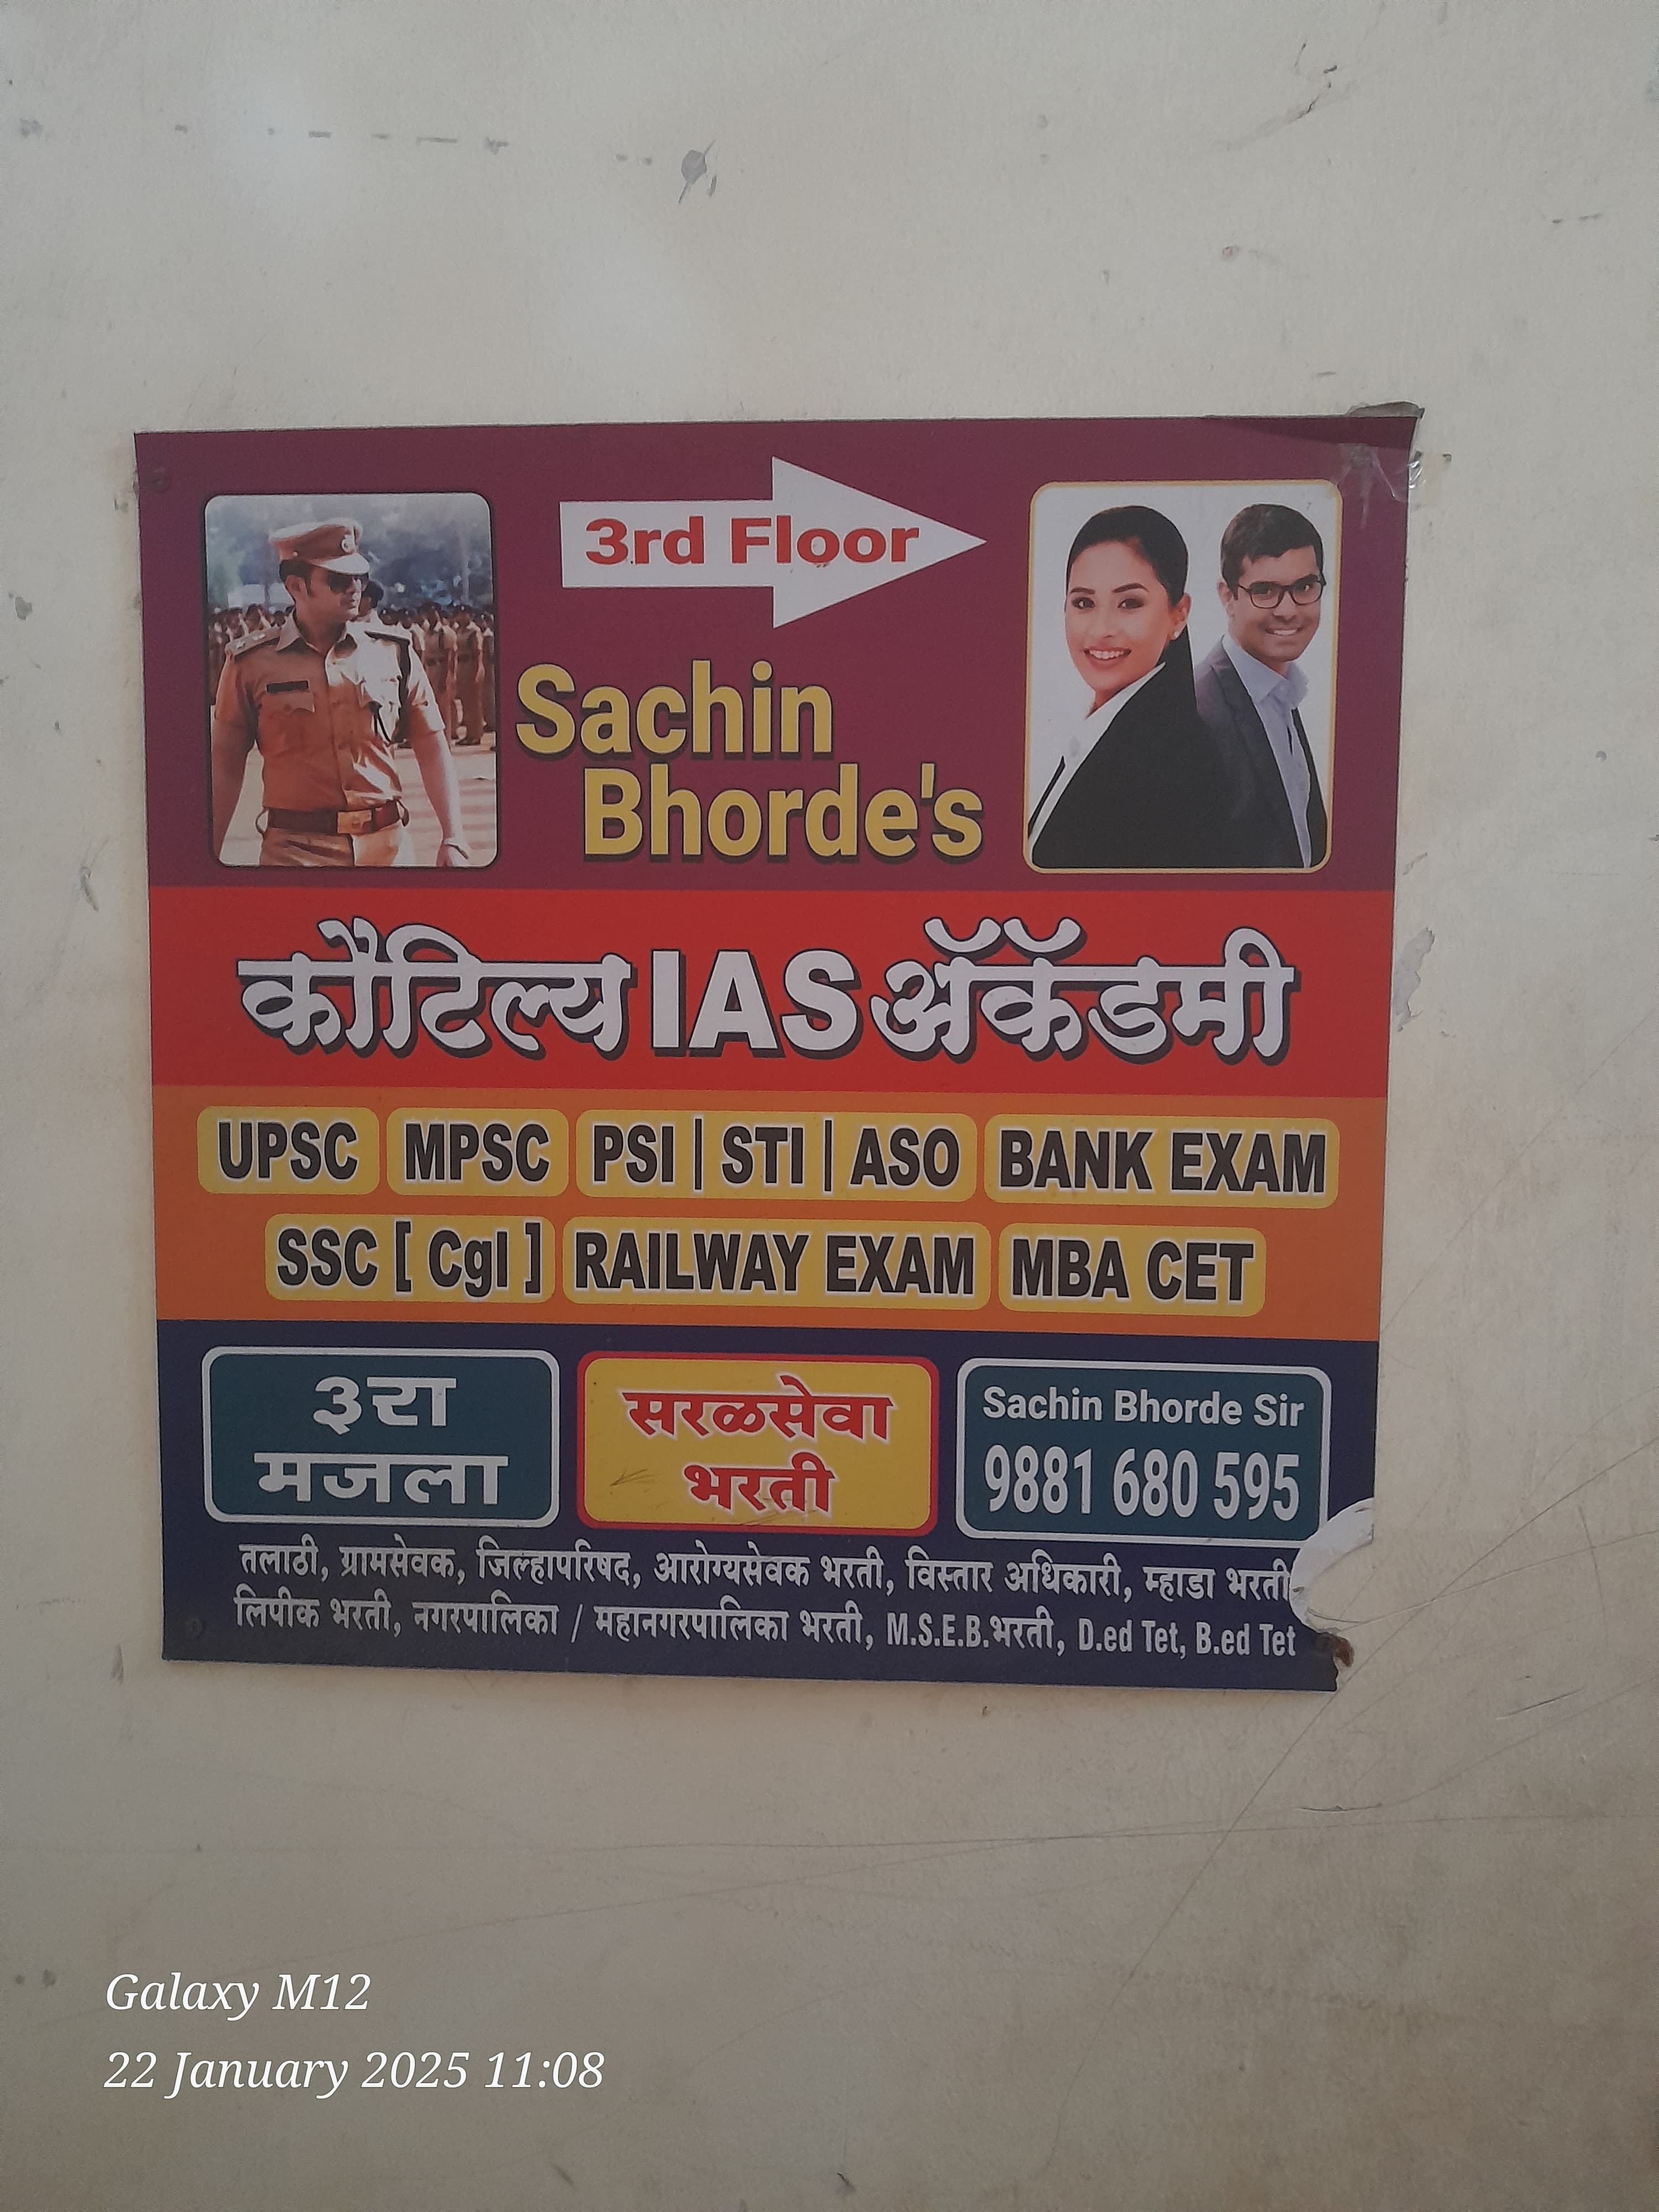 3rd Floor
Sachin
Bhorde's
कौटिल्य IAS ॲकॅडमी
UPSC MPSC PSI | STI | ASO BANK EXAM
SSC [ Cgl ] RAILWAY EXAM MBA CET
३रा
मजला
सरळसेवा
भरती
Sachin Bhorde Sir
9881 680 595
तलाठी, ग्रामसेवक, जिल्हापरिषद, आरोग्यसेवक भरती, विस्तार अधिकारी, म्हाडा भरती
लिपीक भरती, नगरपालिका / महानगरपालिका भरती, M.S.E.B.भरती, D.ed Tet, B.ed Tet
Galaxy M12
22 January 2025 11:08